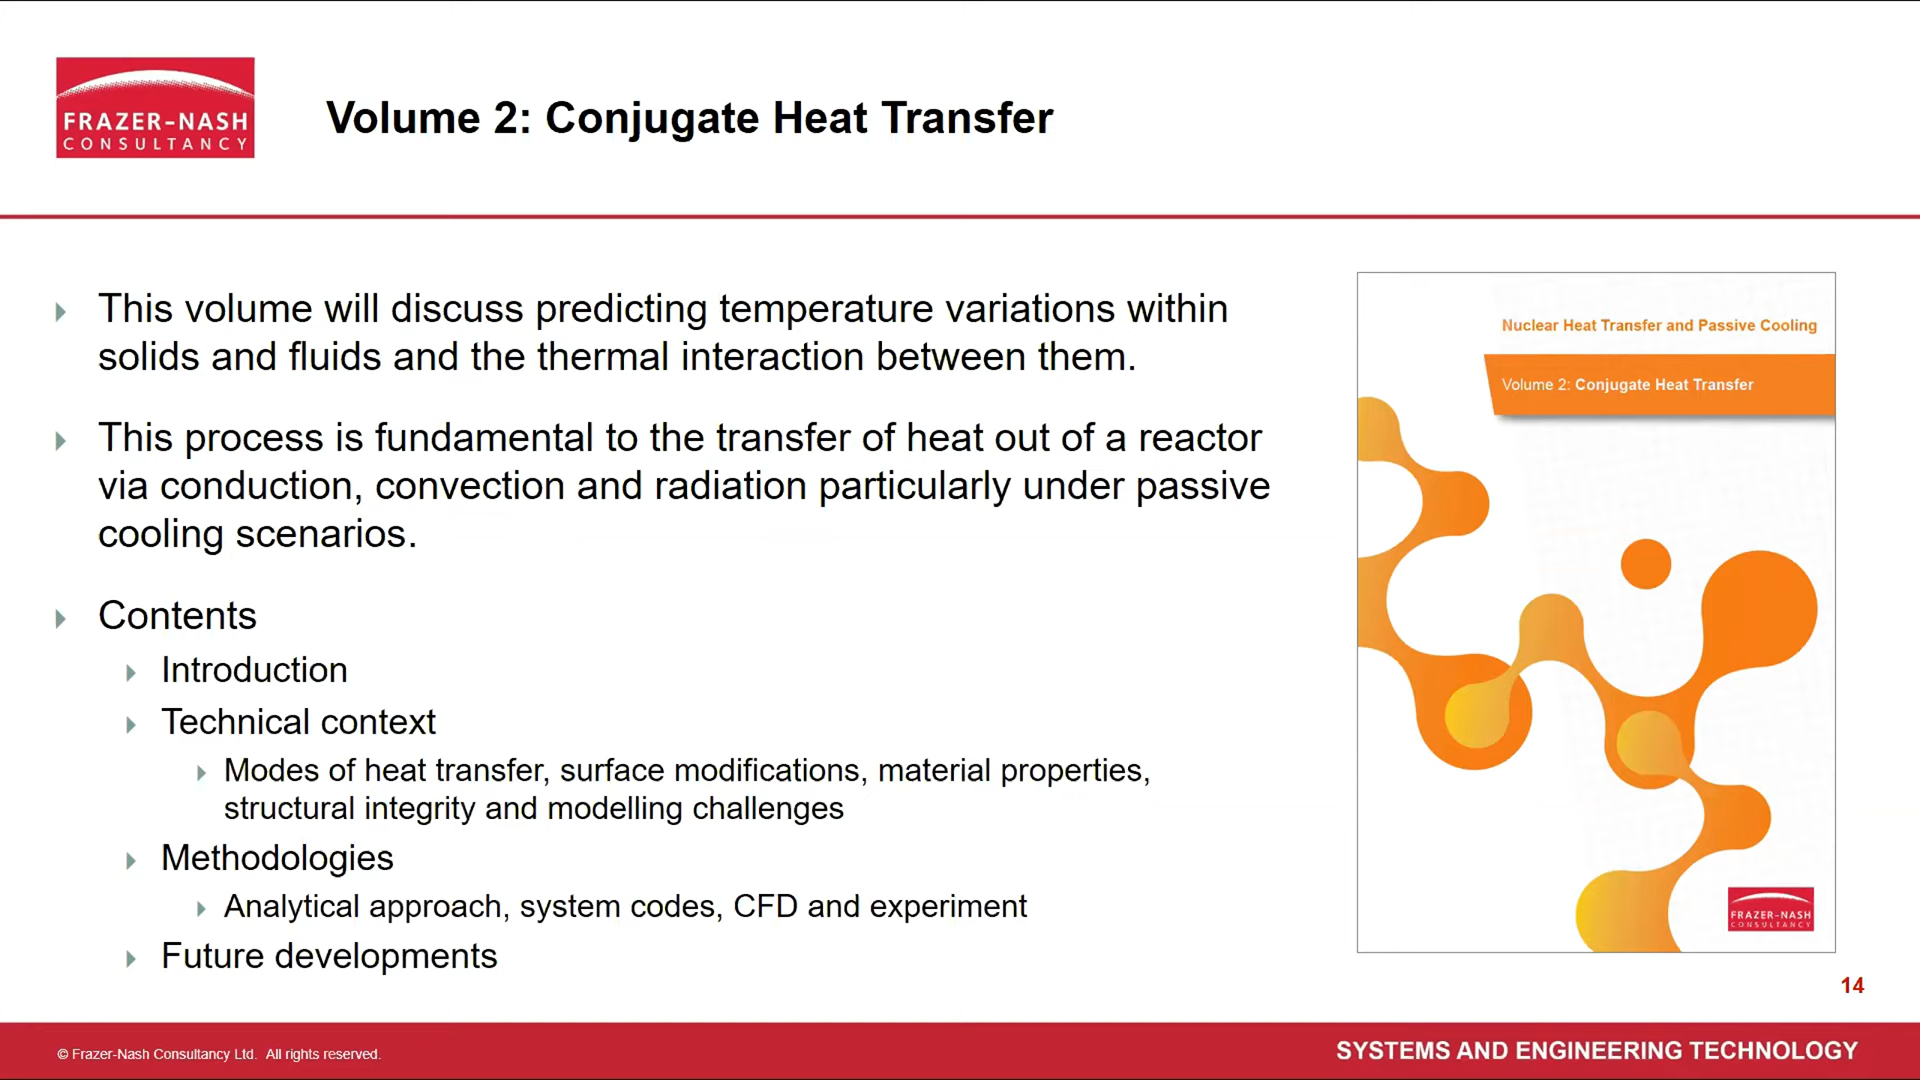 FRAZER-NASH
CONSULTANCY
Volume 2: Conjugate Heat Transfer
This volume will discuss predicting temperature variations within
solids and fluids and the thermal interaction between them.
This process is fundamental to the transfer of heat out of a reactor
via conduction, convection and radiation particularly under passive
cooling scenarios.
Contents
Introduction
Technical context
Modes of heat transfer, surface modifications, material properties,
structural integrity and modelling challenges
Methodologies
Analytical approach, system codes, CFD and experiment
Future developments
Nuclear Heat Transfer and Passive Cooling
Volume 2: Conjugate Heat Transfer
FRAZER-NASH
CONSULTANCY
14
© Frazer-Nash Consultancy Ltd. All rights reserved.
SYSTEMS AND ENGINEERING TECHNOLOGY